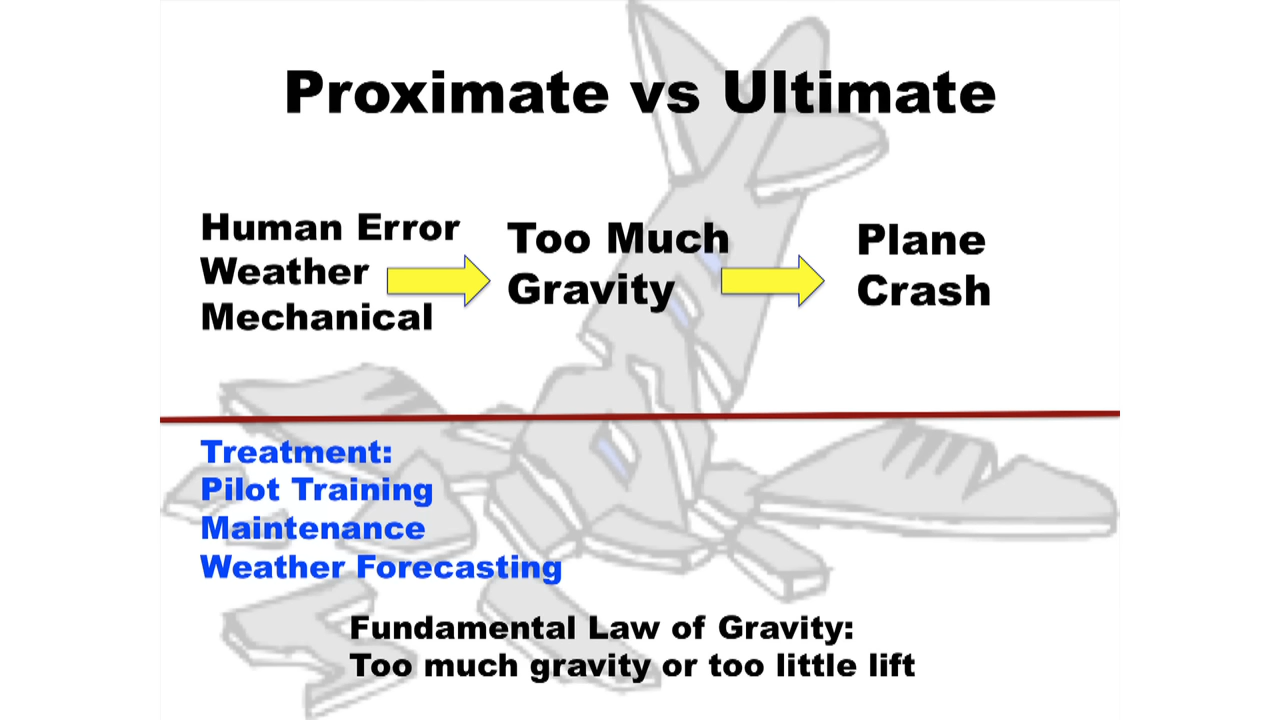 Proximate vs Ultimate
Human Error
Weather
Mechanical
Too Much
Gravity
Plane
Crash
Treatment:
Pilot Training
Maintenance
Weather Forecasting
Fundamental Law of Gravity:
Too much gravity or too little lift